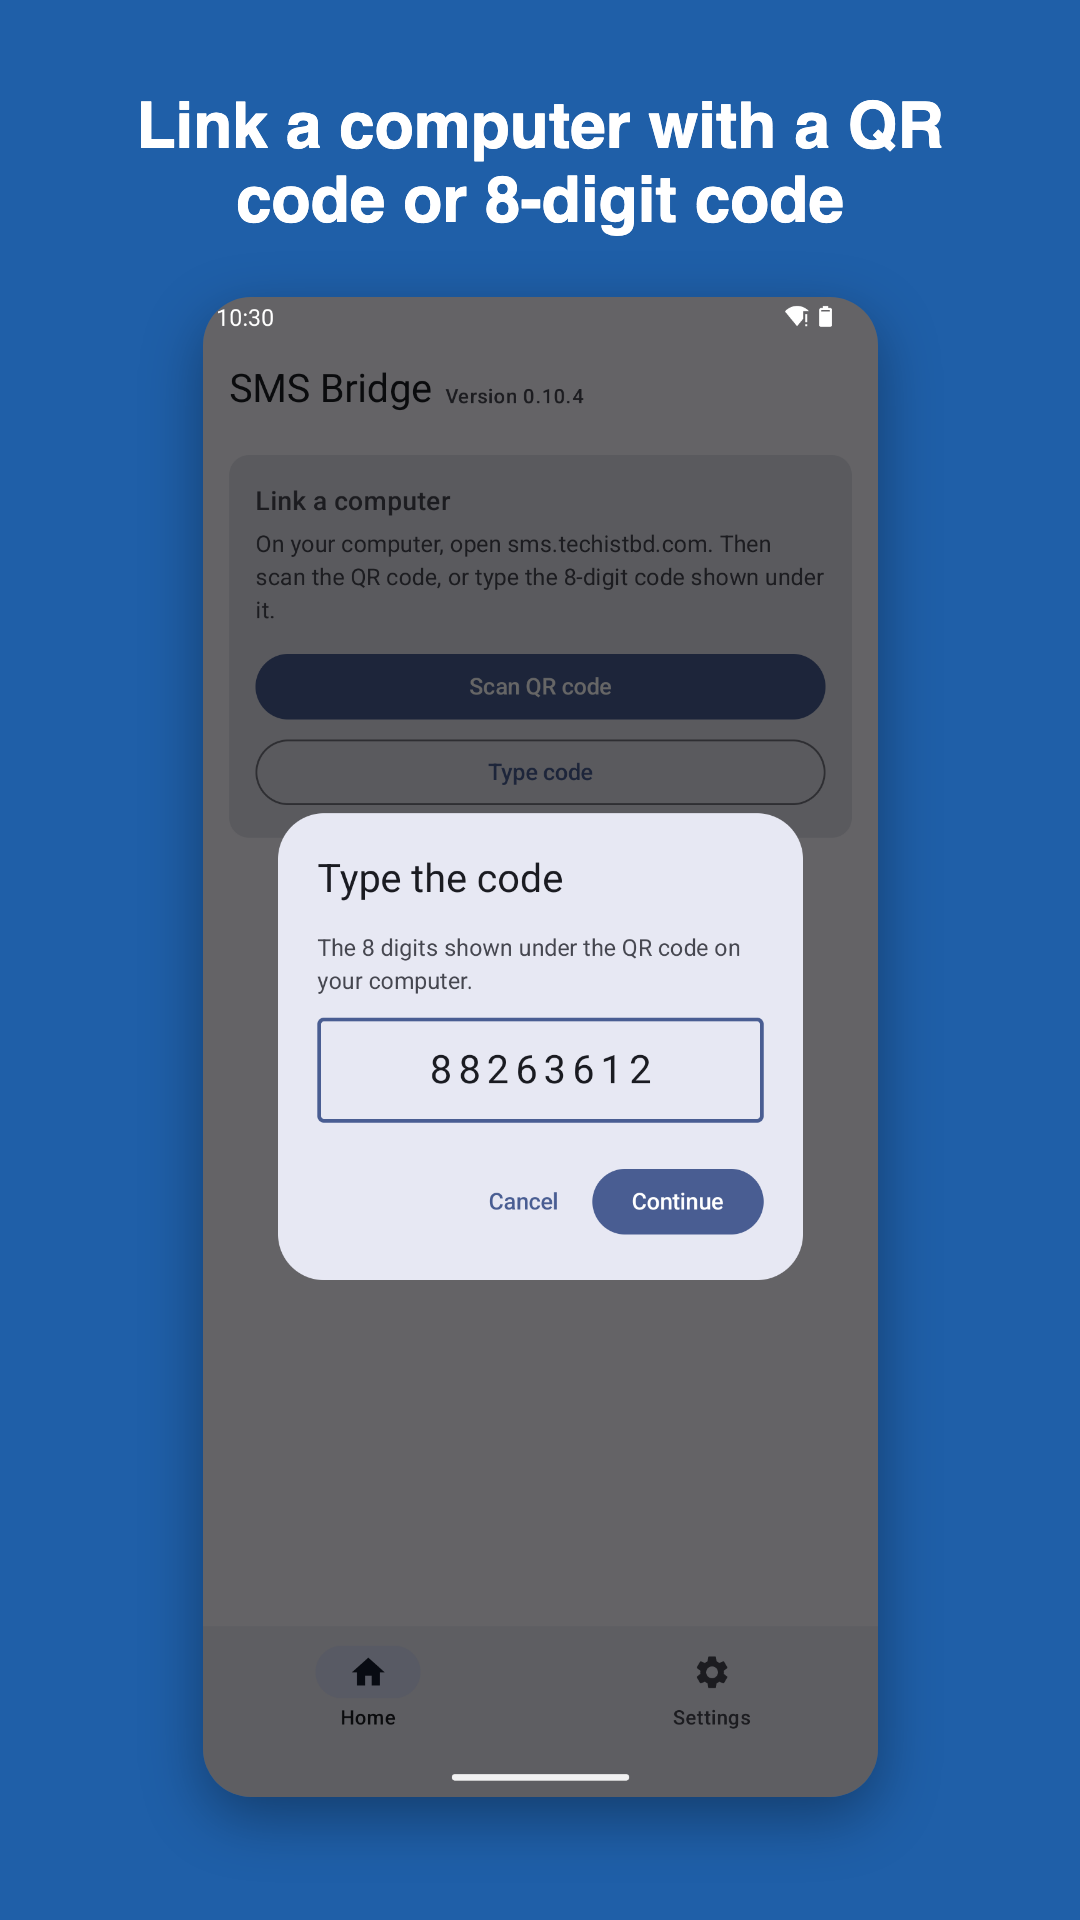 Link a computer with a QR
code or 8-digit code
10:30
SMS Bridge Version 0.10.4
Link a computer
On your computer, open sms.techistbd.com. Then
scan the QR code, or type the 8-digit code shown under
it.
Scan QR code
Type code
Type the code
The 8 digits shown under the QR code on
your computer.
88263612
Cancel Continue
Home Settings